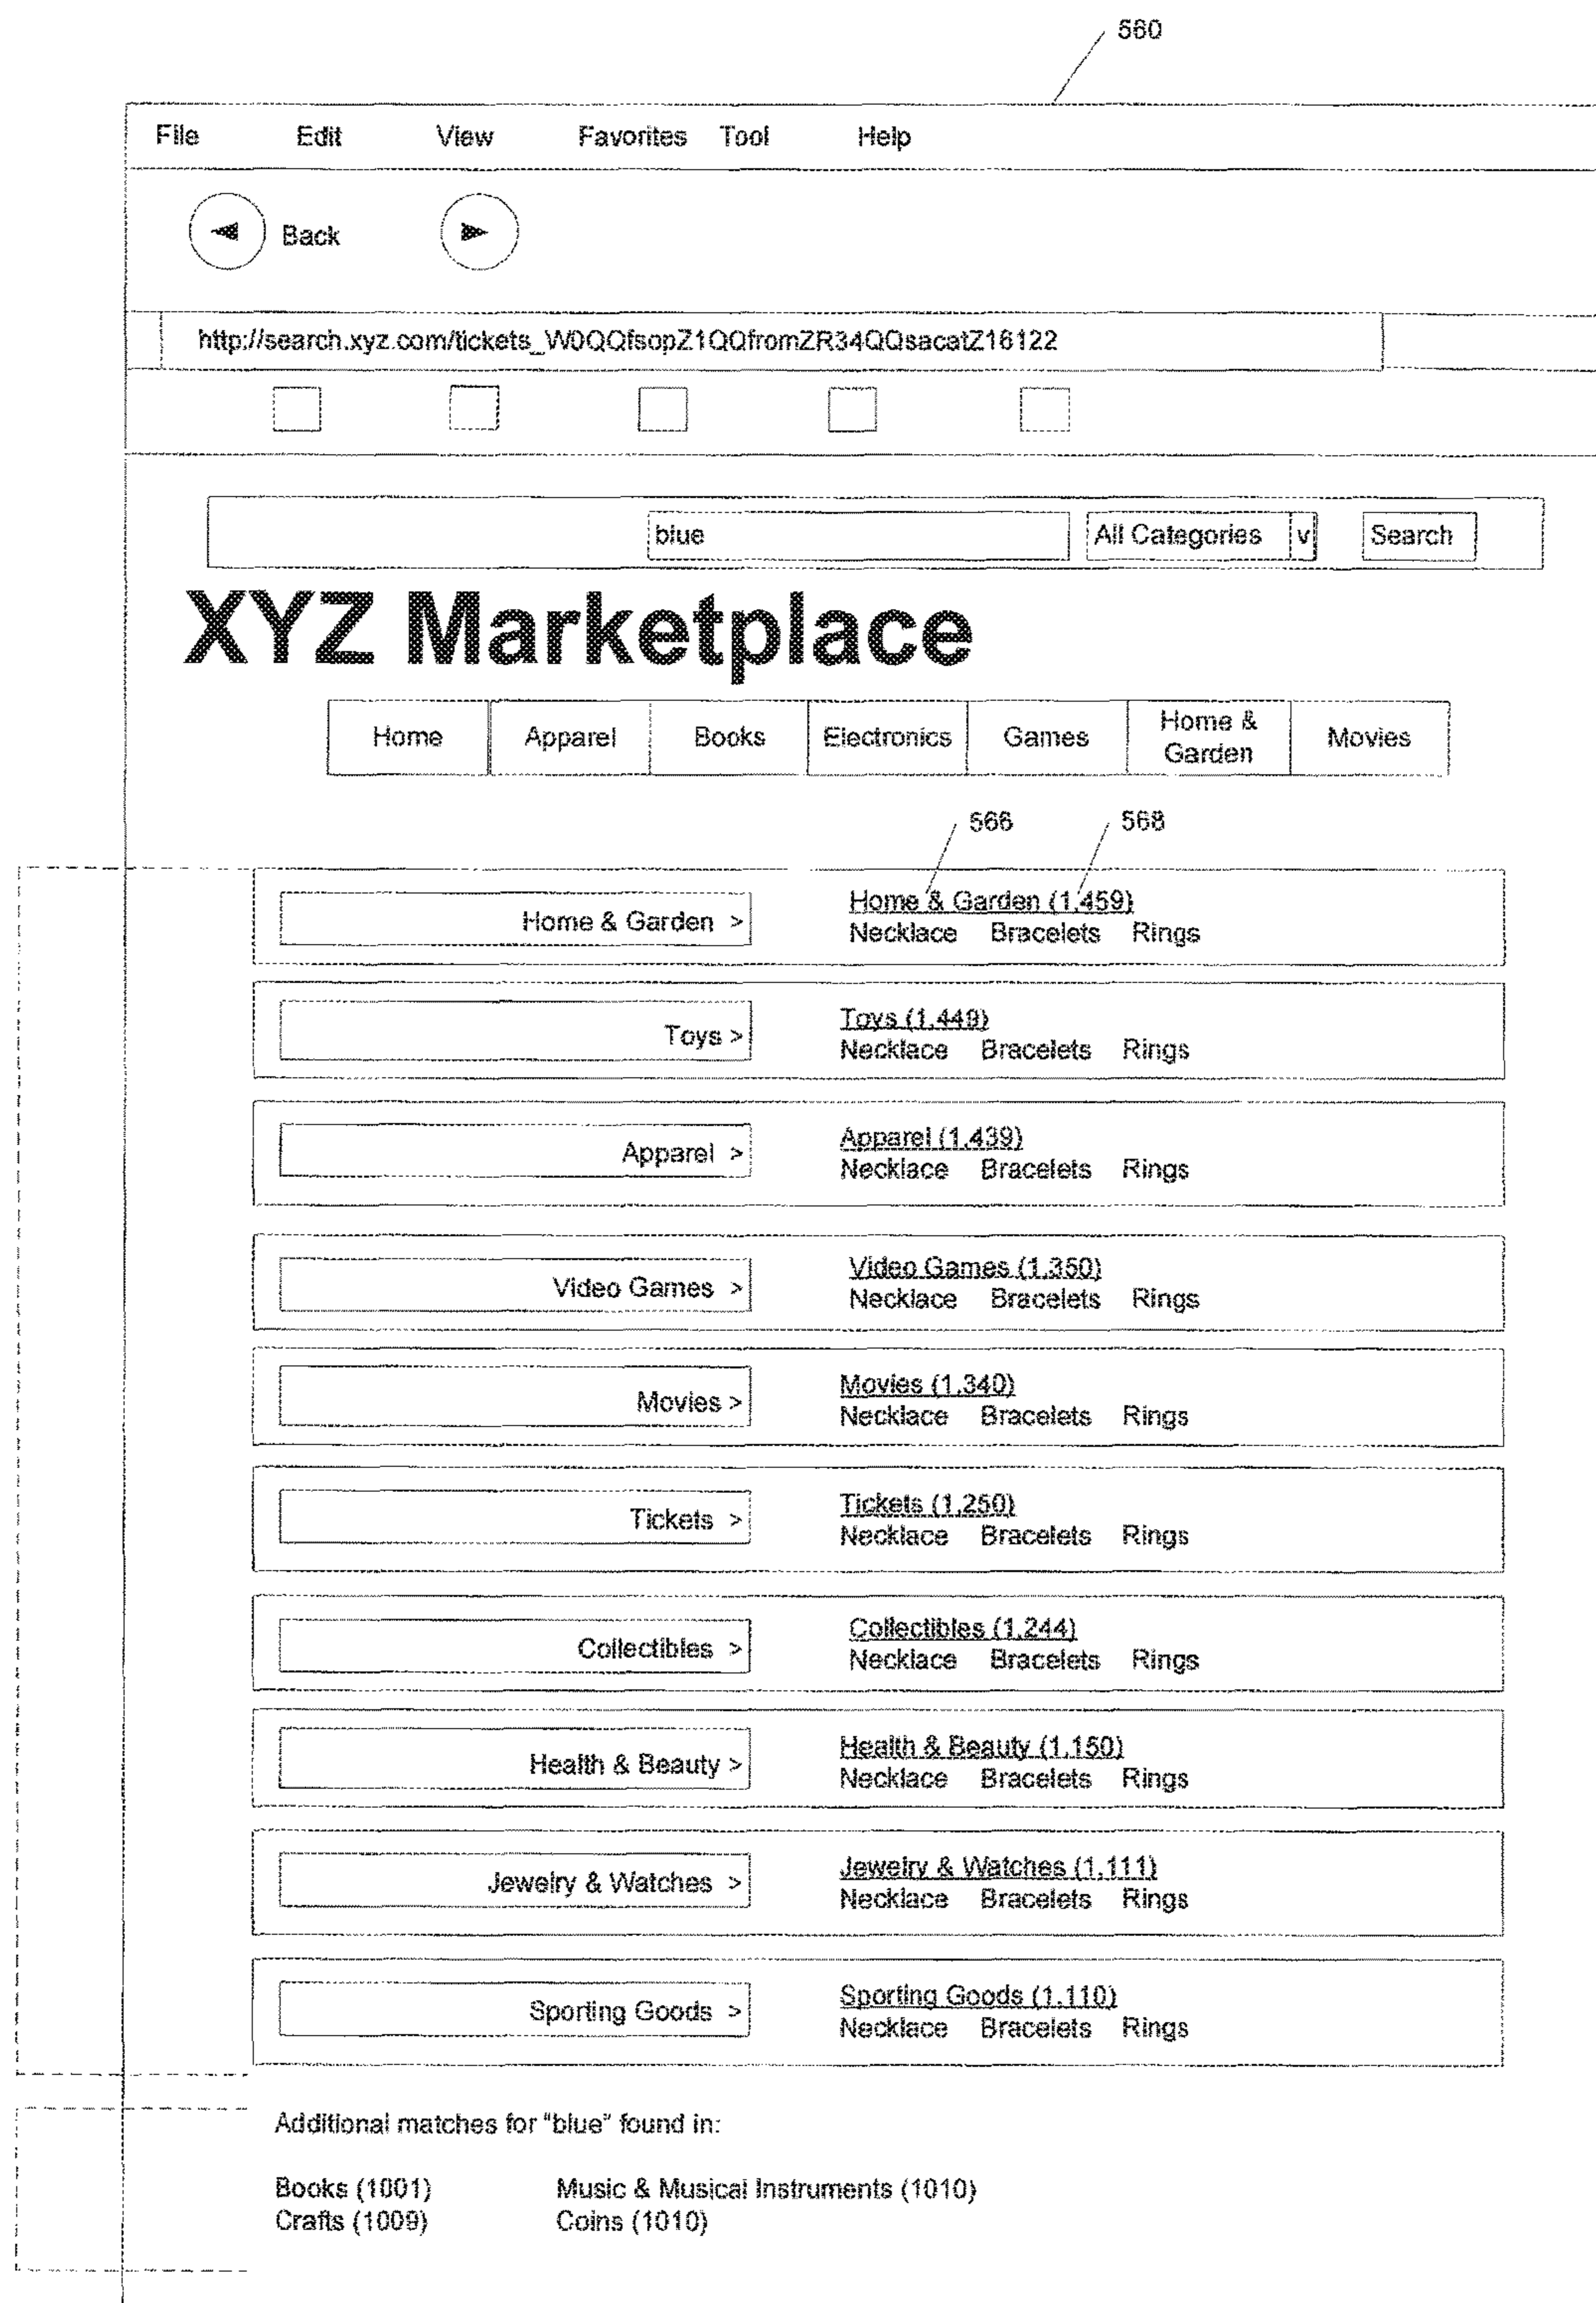 560
File Edit View Favorites Tool Help
Back
http://search.xyz.com/tickets_W0QQfsopZ1QQfromZR34QQsacatZ16122
blue All Categories v Search
XYZ Marketplace
Home Apparel Books Electronics Games Home & Garden Movies
566 568
Home & Garden > Home & Garden (1,459)
Necklace Bracelets Rings
Toys > Toys (1,449)
Necklace Bracelets Rings
Apparel > Apparel (1,439)
Necklace Bracelets Rings
Video Games > Video Games (1,350)
Necklace Bracelets Rings
Movies > Movies (1,340)
Necklace Bracelets Rings
Tickets > Tickets (1,250)
Necklace Bracelets Rings
Collectibles > Collectibles (1,244)
Necklace Bracelets Rings
Health & Beauty > Health & Beauty (1,150)
Necklace Bracelets Rings
Jewelry & Watches > Jewelry & Watches (1,111)
Necklace Bracelets Rings
Sporting Goods > Sporting Goods (1,110)
Necklace Bracelets Rings
Additional matches for "blue" found in:
Books (1001) Music & Musical Instruments (1010)
Crafts (1009) Coins (1010)